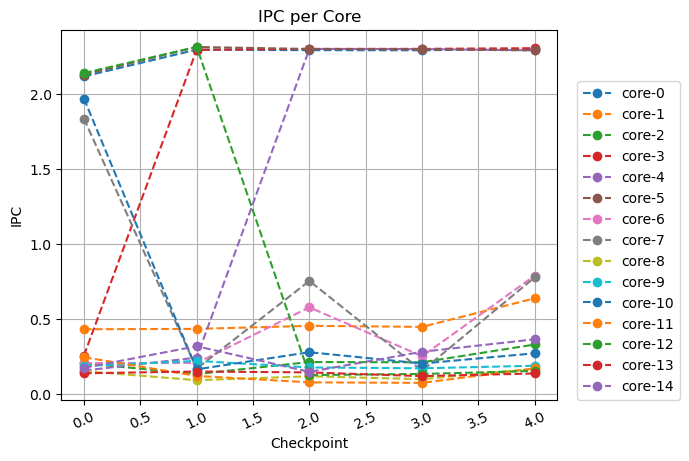 IPC per Core
IPC
2.0
1.5
1.0
0.5
0.0
0.0 0.5 1.0 1.5 2.0 2.5 3.0 3.5 4.0
Checkpoint
core-0
core-1
core-2
core-3
core-4
core-5
core-6
core-7
core-8
core-9
core-10
core-11
core-12
core-13
core-14